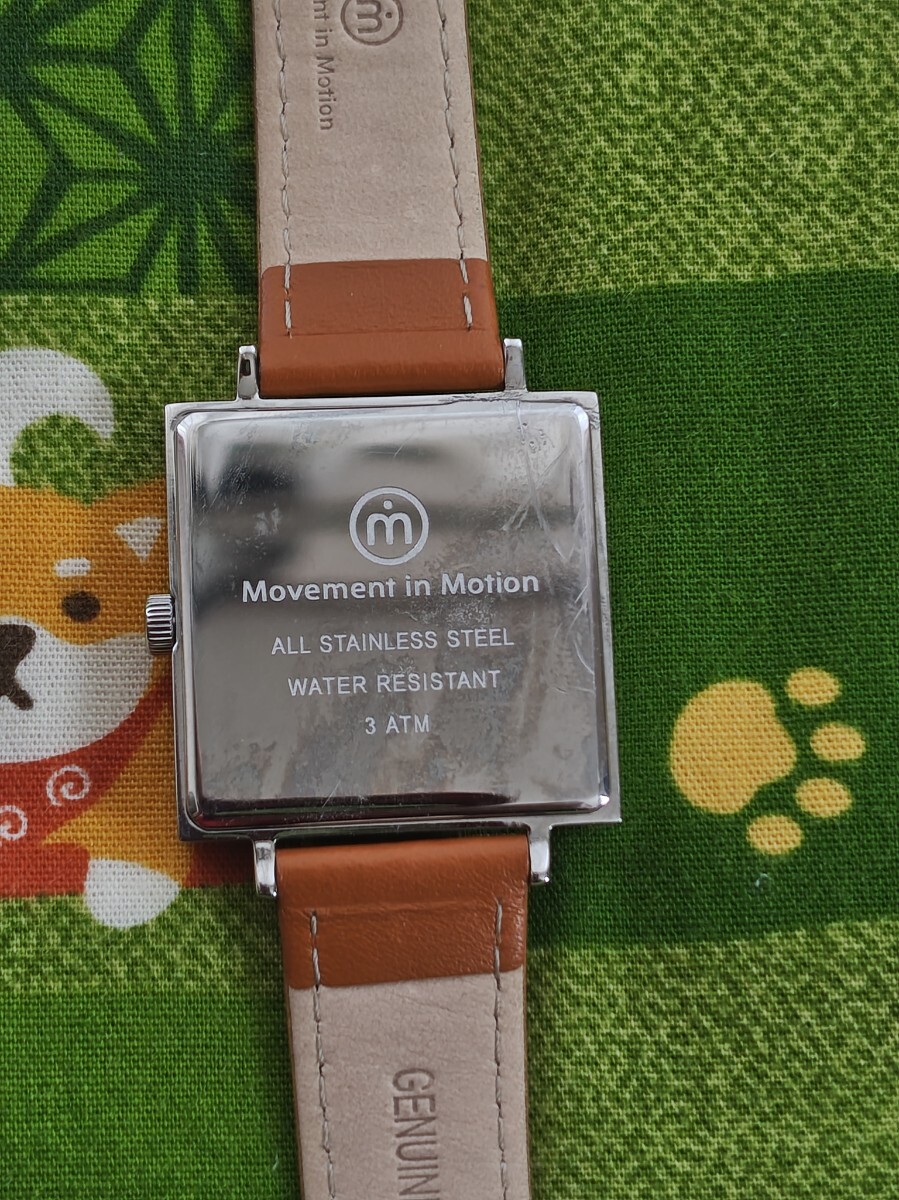 nt in Motion
m
Movement in Motion
ALL STAINLESS STEEL
WATER RESISTANT
3 ATM
GENUIN